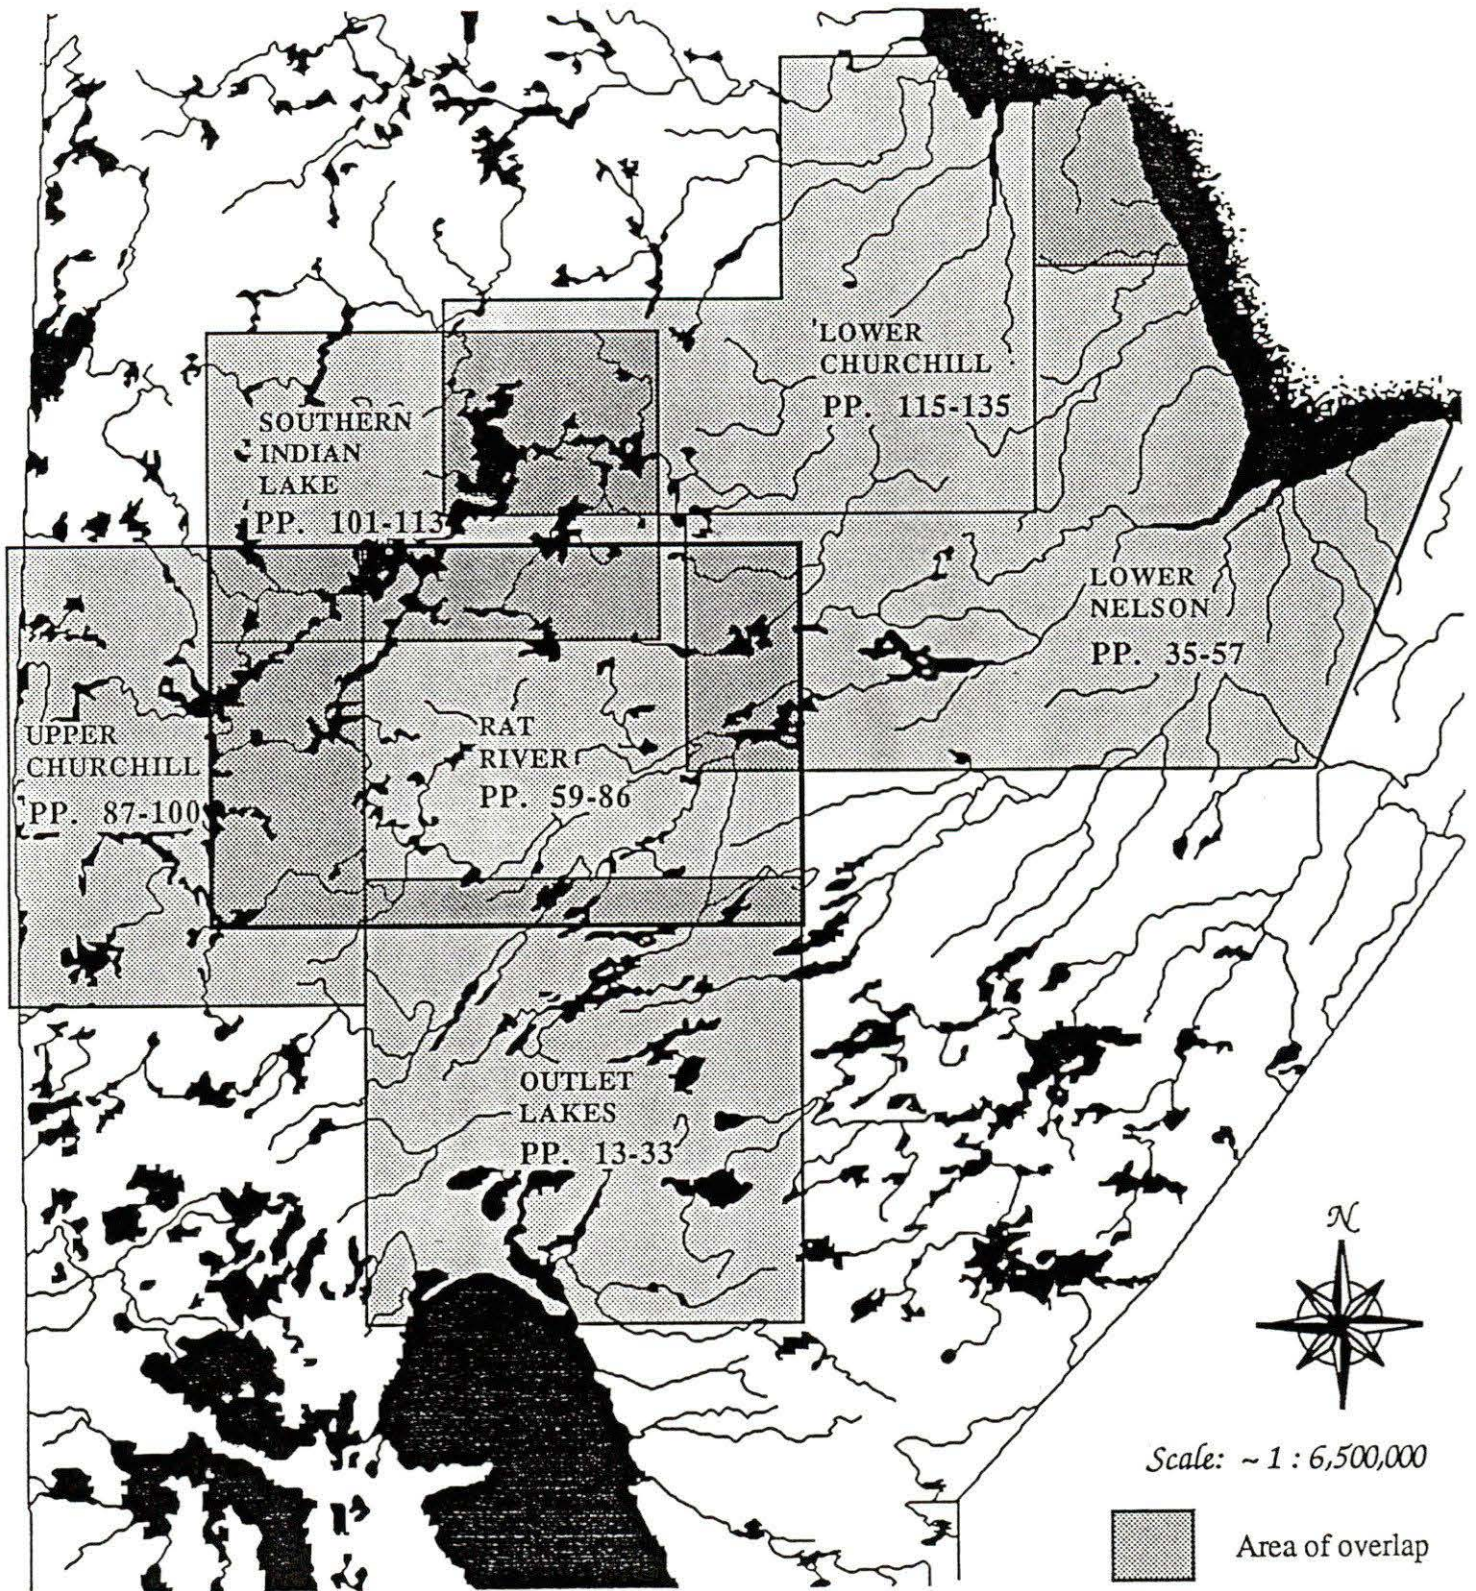 LOWER
CHURCHILL
PP. 115-135
SOUTHERN
INDIAN
LAKE
PP. 101-113
LOWER
NELSON
PP. 35-57
UPPER
CHURCHILL
PP. 87-100
RAT
RIVER
PP. 59-86
OUTLET
LAKES
PP. 13-33
N
Scale: ~ 1 : 6,500,000
Area of overlap